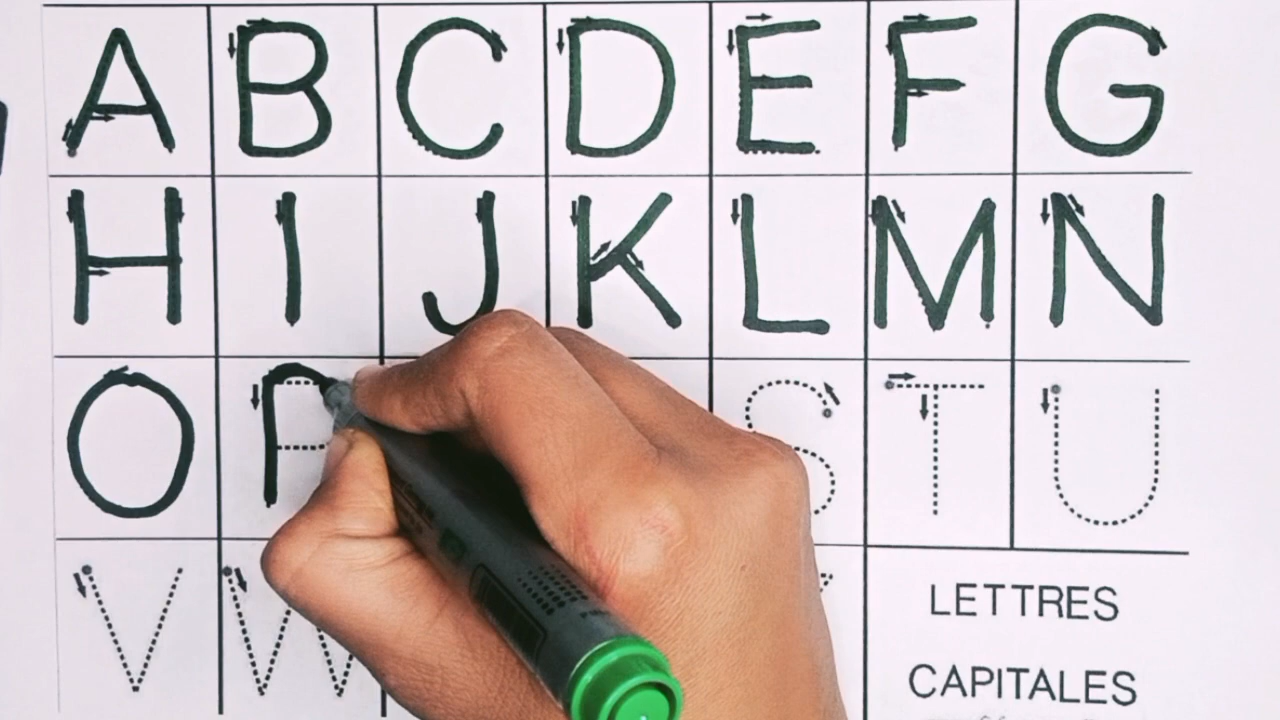 A B C D E F G
H I J K L M N
O P S T U
V W
LETTRES
CAPITALES